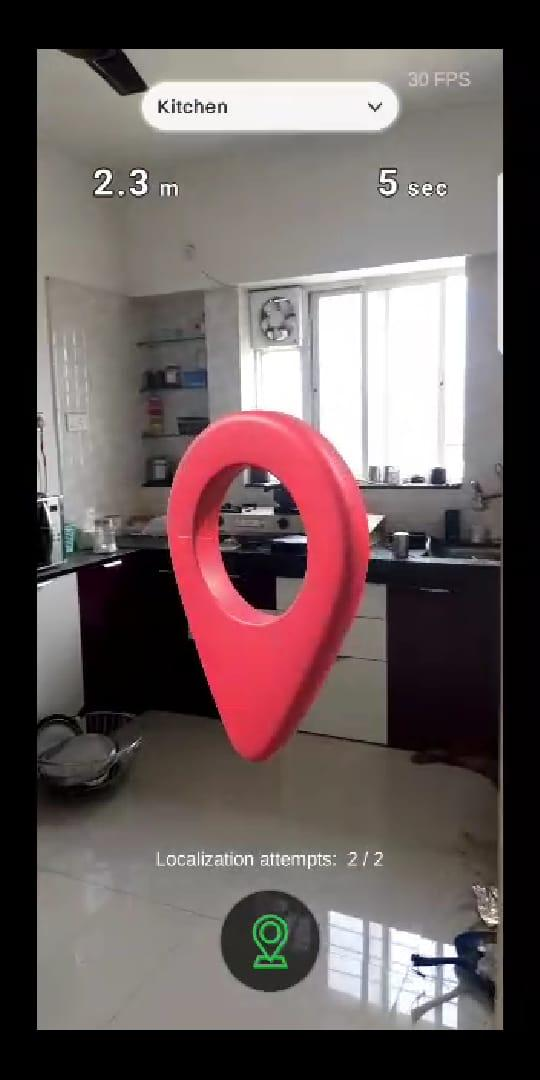 30 FPS
Kitchen
2.3 m
5 sec
Localization attempts: 2 / 2